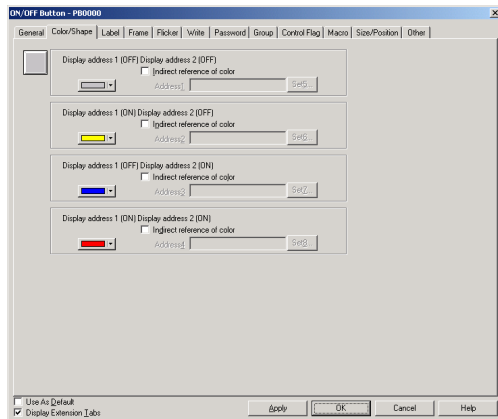 ON/OFF Button - PB0000
General Color/Shape Label Frame Flicker Write Password Group Control Flag Macro Size/Position Other
Display address 1 (OFF) Display address 2 (OFF)
Indirect reference of color
Address1 Set5...
Display address 1 (ON) Display address 2 (OFF)
Indirect reference of color
Address2 Set6...
Display address 1 (OFF) Display address 2 (ON)
Indirect reference of color
Address3 Set7...
Display address 1 (ON) Display address 2 (ON)
Indirect reference of color
Address4 Set8...
Use As Default
Display Extension Tabs
Apply OK Cancel Help